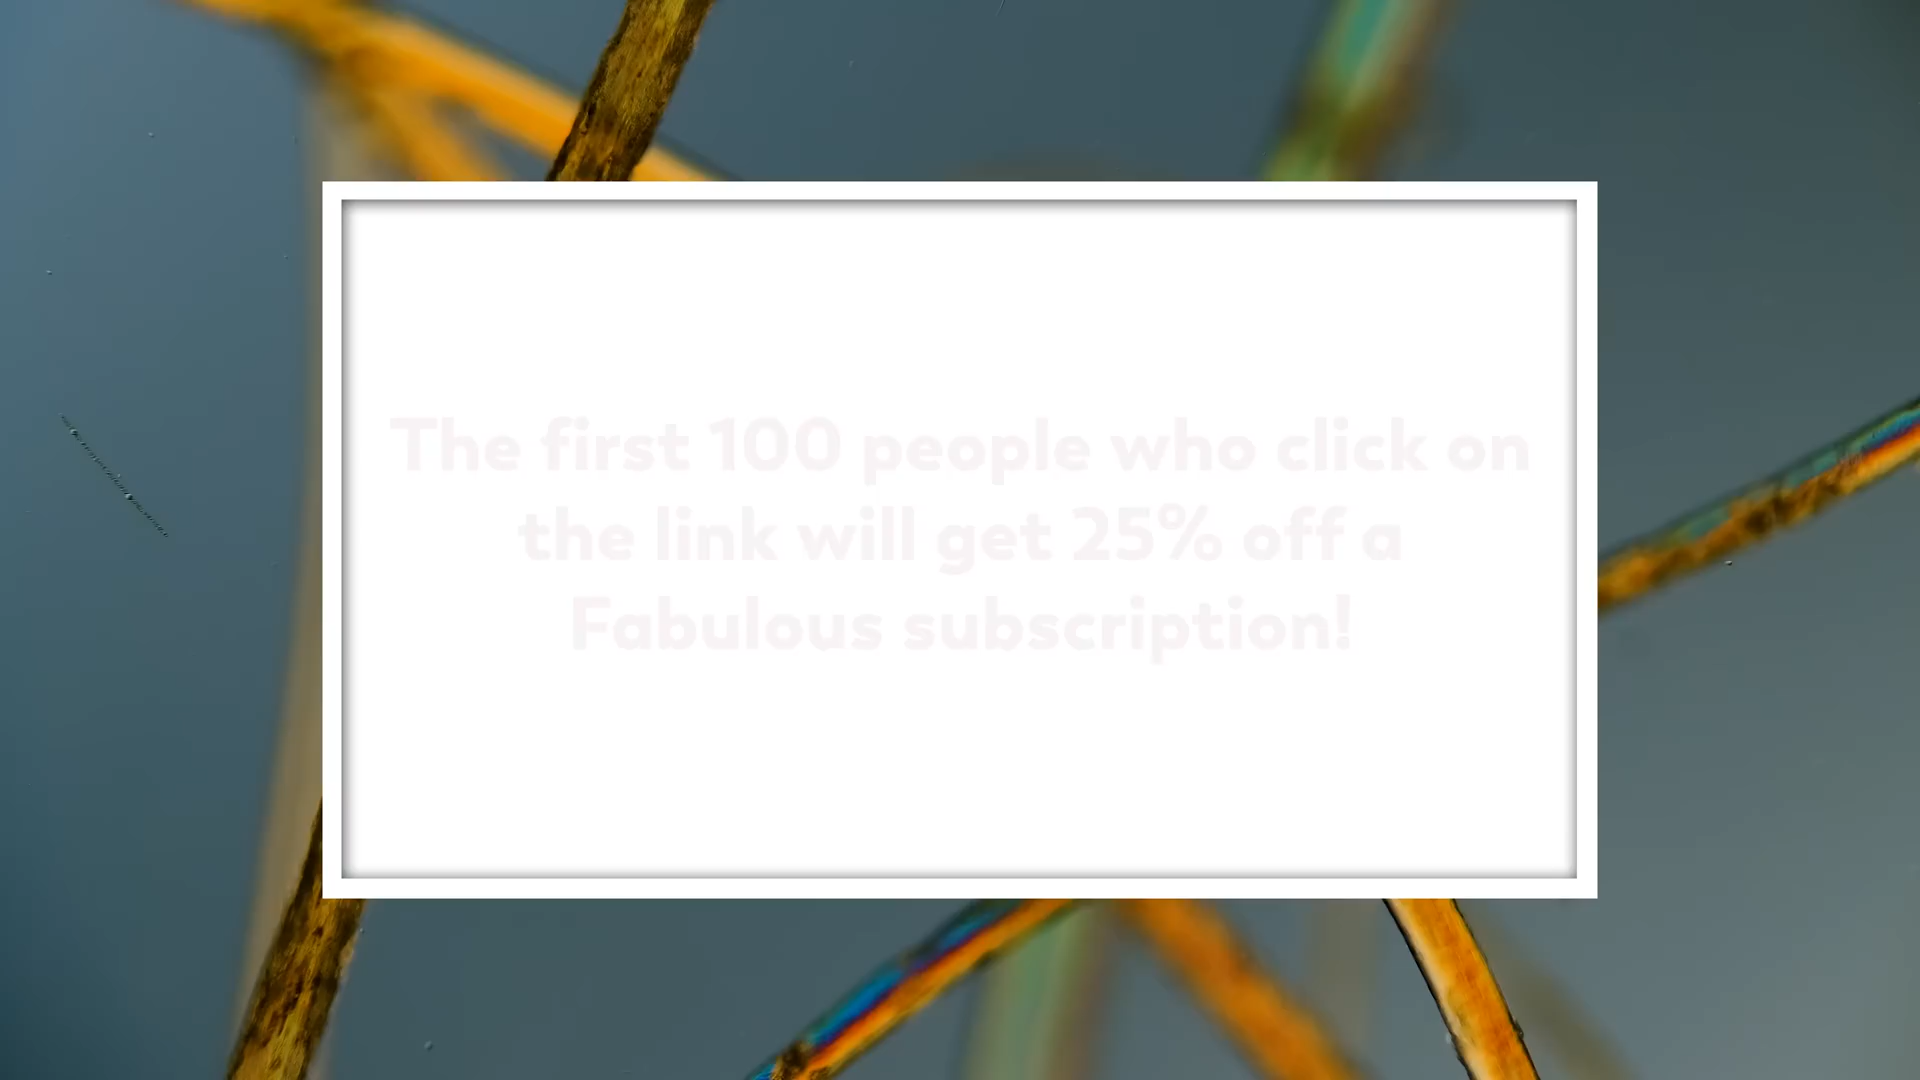 The first 100 people who click on
the link will get 25% off a
Fabulous subscription!